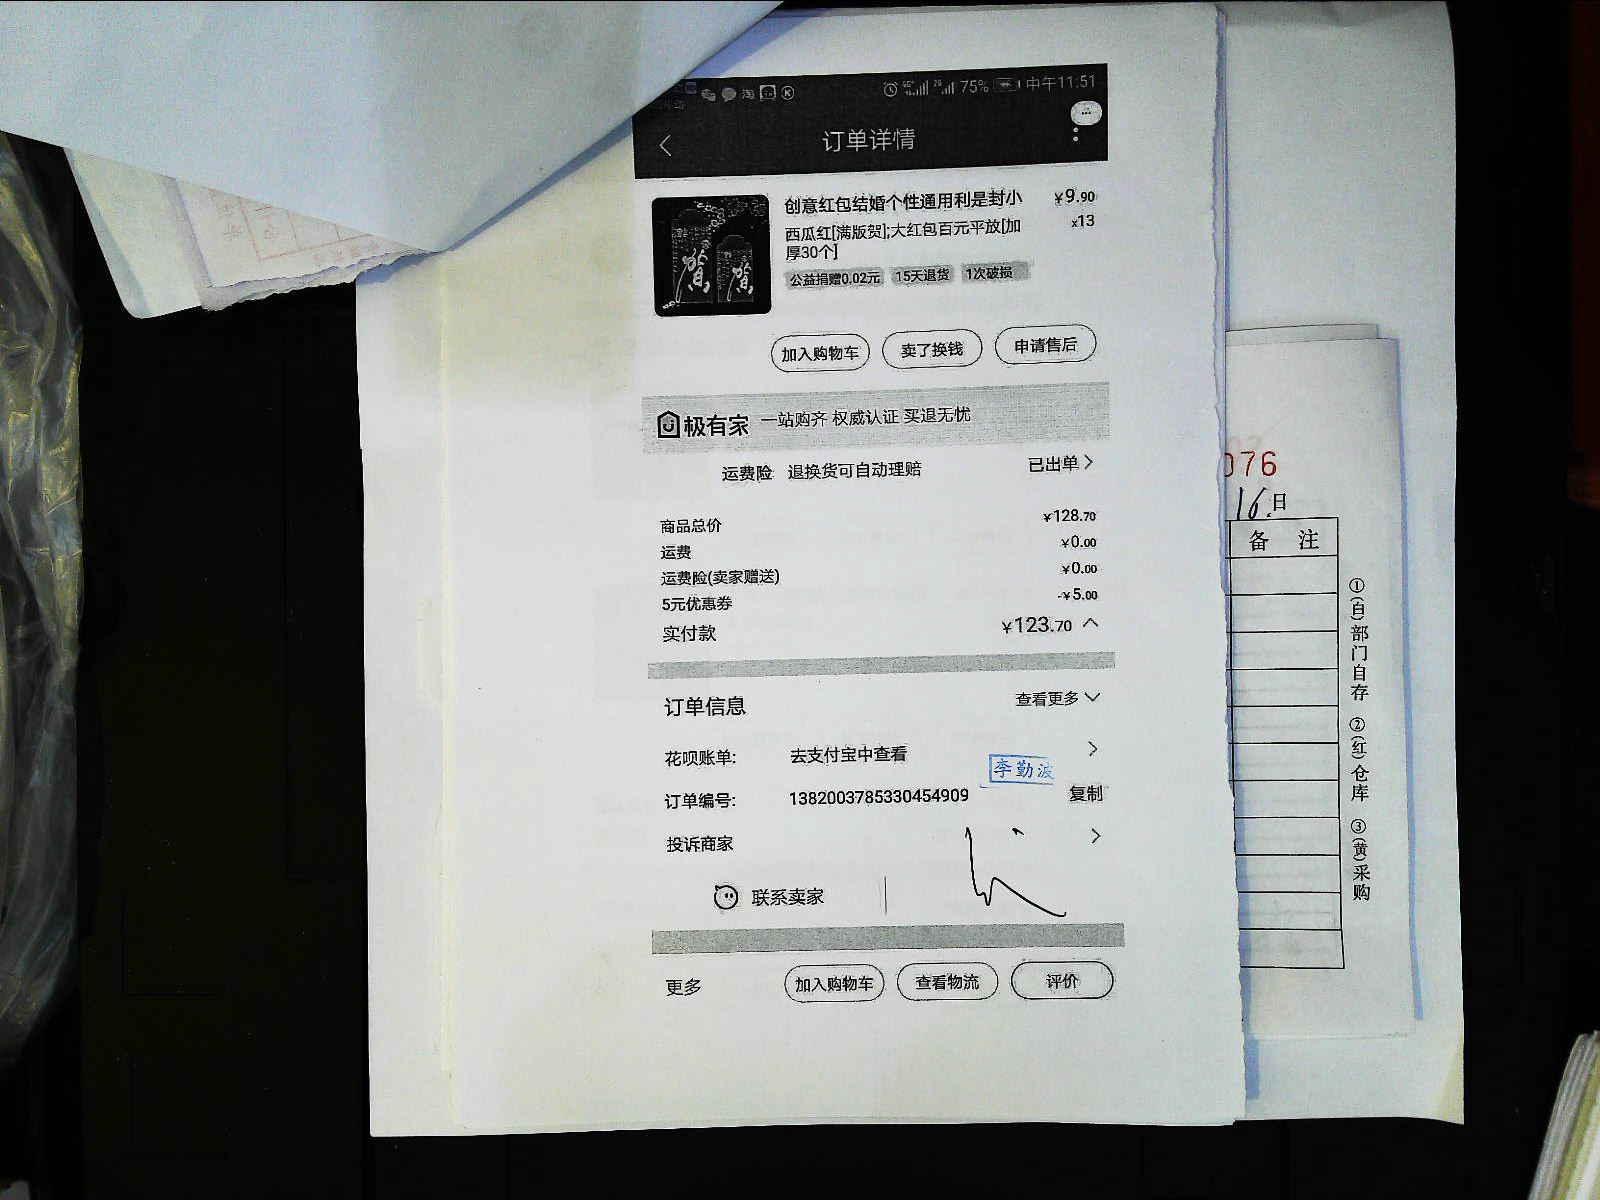 淘 K 75% 中午11:51
订单详情
创意红包结婚个性通用利是封小 ¥9.90
西瓜红[满版贺];大红包百元平放[加 x13
厚30个]
公益捐赠0.02元 15天退货 1次破损
贺 贺
加入购物车 卖了换钱 申请售后
极有家 一站购齐 权威认证 买退无忧
运费险 退换货可自动理赔 已出单
商品总价 ¥128.70
运费 ¥0.00
运费险(卖家赠送) ¥0.00
5元优惠券 -¥5.00
实付款 ¥123.70
订单信息 查看更多
花呗账单: 去支付宝中查看
李勤波
订单编号: 1382003785330454909 复制
投诉商家
联系卖家
更多 加入购物车 查看物流 评价
076
16.日
备 注
①(白)部门自存 ②(红)仓库 ③(黄)采购